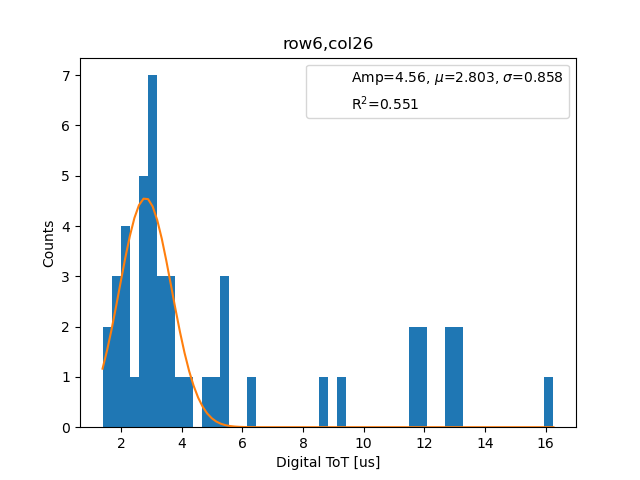 row6,col26
Amp=4.56, μ=2.803, σ=0.858
R²=0.551
7
6
5
4
3
2
1
0
Counts
2 4 6 8 10 12 14 16
Digital ToT [us]